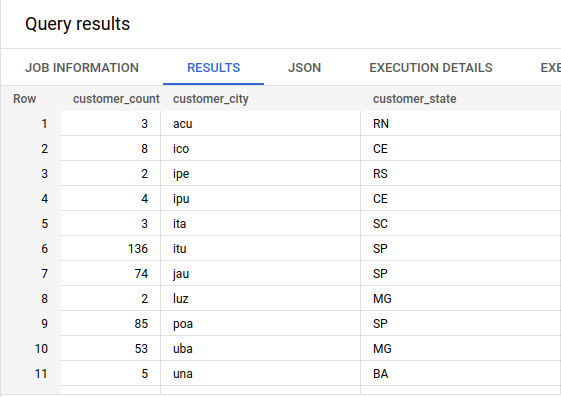 Query results
JOB INFORMATION RESULTS JSON EXECUTION DETAILS EXE
Row customer_count customer_city customer_state
1 3 acu RN
2 8 ico CE
3 2 ipe RS
4 4 ipu CE
5 3 ita SC
6 136 itu SP
7 74 jau SP
8 2 luz MG
9 85 poa SP
10 53 uba MG
11 5 una BA